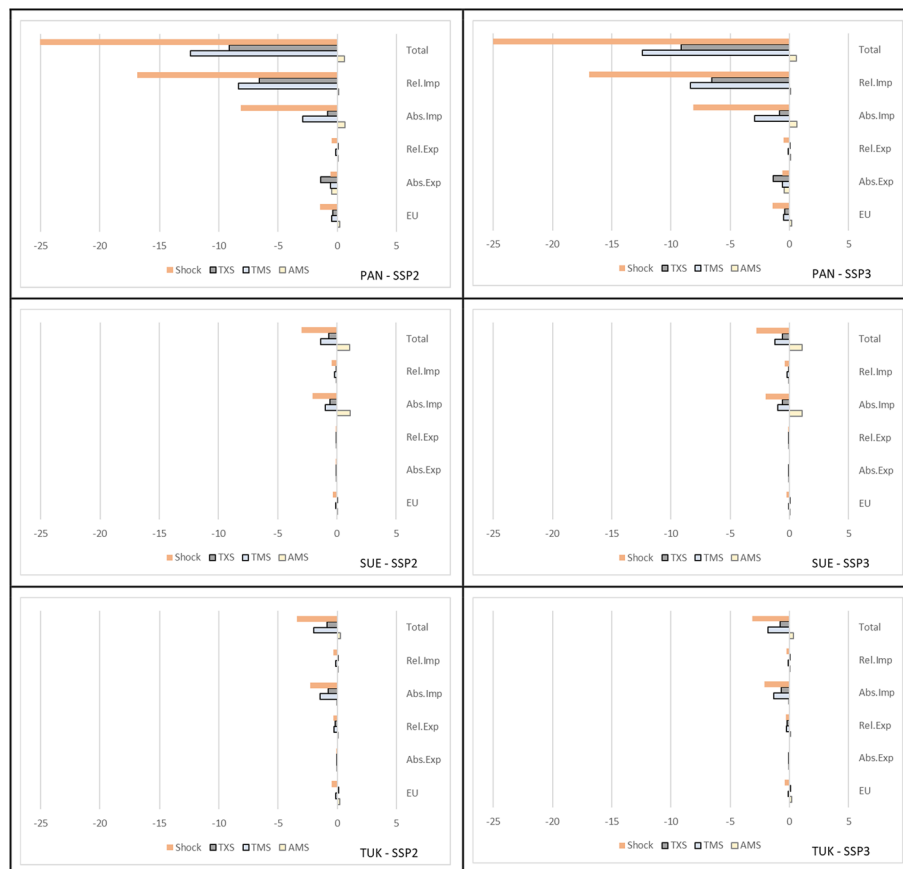 Total
Rel.Imp
Abs.Imp
Rel.Exp
Abs.Exp
EU
-25 -20 -15 -10 -5 0 5
Shock TXS TMS AMS
PAN - SSP2
Total
Rel.Imp
Abs.Imp
Rel.Exp
Abs.Exp
EU
-25 -20 -15 -10 -5 0 5
Shock TXS TMS AMS
PAN - SSP3
Total
Rel.Imp
Abs.Imp
Rel.Exp
Abs.Exp
EU
-25 -20 -15 -10 -5 0 5
Shock TXS TMS AMS
SUE - SSP2
Total
Rel.Imp
Abs.Imp
Rel.Exp
Abs.Exp
EU
-25 -20 -15 -10 -5 0 5
Shock TXS TMS AMS
SUE - SSP3
Total
Rel.Imp
Abs.Imp
Rel.Exp
Abs.Exp
EU
-25 -20 -15 -10 -5 0 5
Shock TXS TMS AMS
TUK - SSP2
Total
Rel.Imp
Abs.Imp
Rel.Exp
Abs.Exp
EU
-25 -20 -15 -10 -5 0 5
Shock TXS TMS AMS
TUK - SSP3